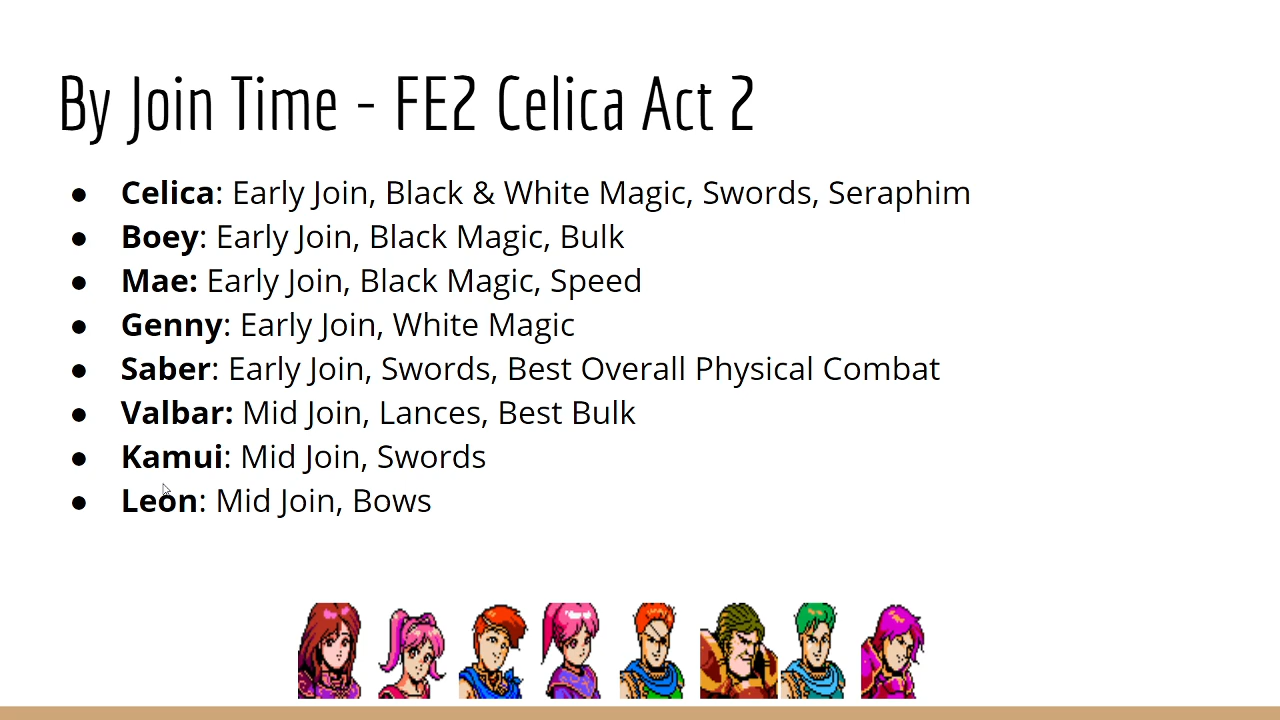 By Join Time - FE2 Celica Act 2
● Celica: Early Join, Black & White Magic, Swords, Seraphim
● Boey: Early Join, Black Magic, Bulk
● Mae: Early Join, Black Magic, Speed
● Genny: Early Join, White Magic
● Saber: Early Join, Swords, Best Overall Physical Combat
● Valbar: Mid Join, Lances, Best Bulk
● Kamui: Mid Join, Swords
● Leon: Mid Join, Bows